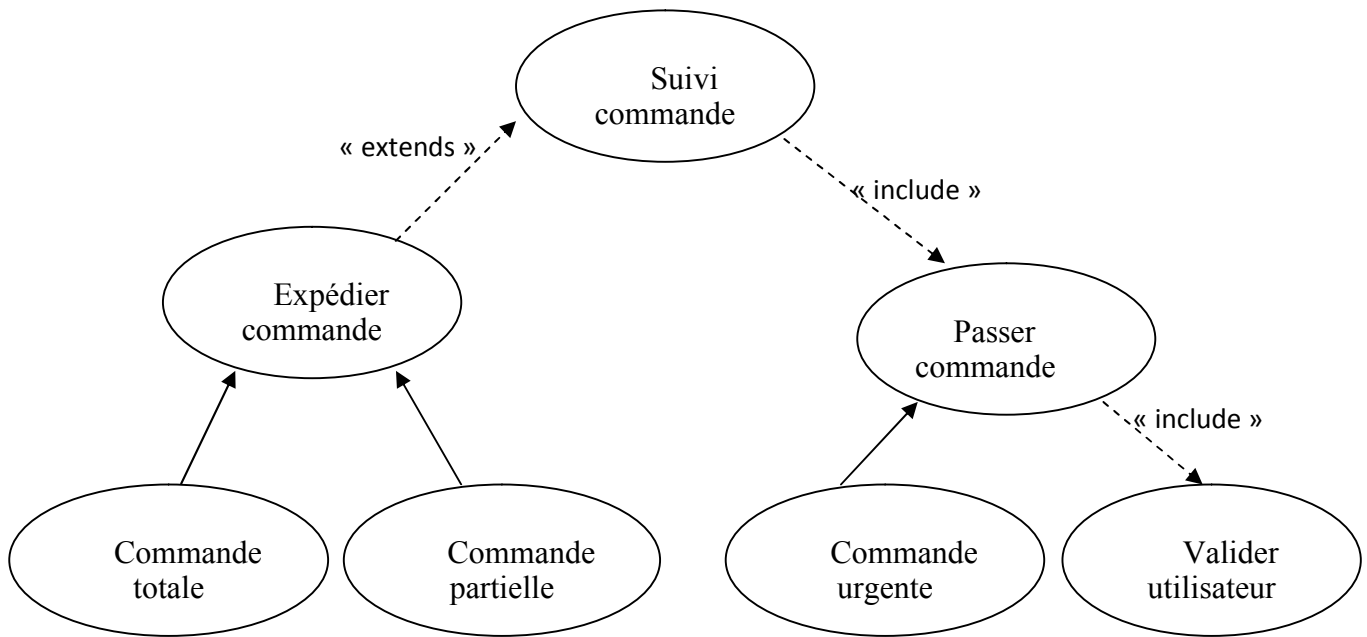 Suivi
commande
« extends »
« include »
Expédier
commande
Passer
commande
« include »
Commande
totale
Commande
partielle
Commande
urgente
Valider
utilisateur